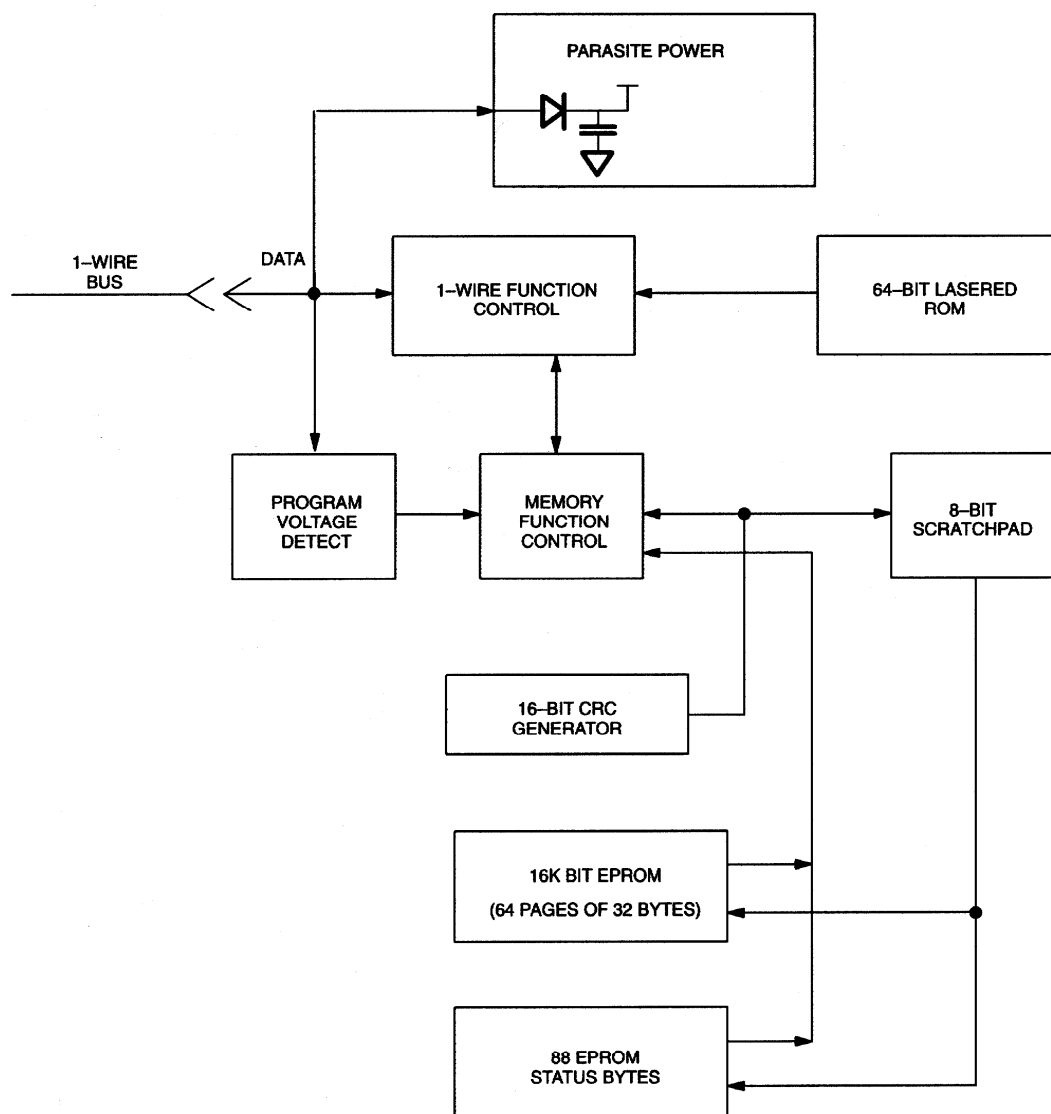 PARASITE POWER
1–WIRE
BUS
DATA
1–WIRE FUNCTION
CONTROL
64–BIT LASERED
ROM
PROGRAM
VOLTAGE
DETECT
MEMORY
FUNCTION
CONTROL
8–BIT
SCRATCHPAD
16–BIT CRC
GENERATOR
16K BIT EPROM
(64 PAGES OF 32 BYTES)
88 EPROM
STATUS BYTES